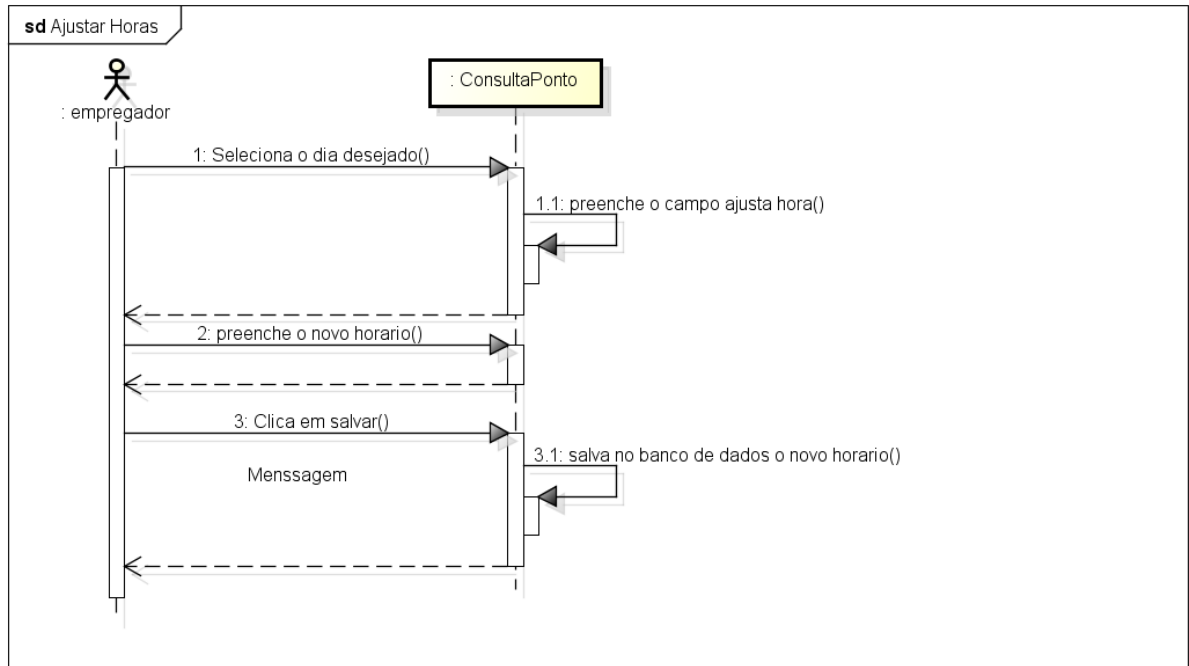 sd Ajustar Horas
: empregador
: ConsultaPonto
1: Seleciona o dia desejado()
1.1: preenche o campo ajusta hora()
2: preenche o novo horario()
3: Clica em salvar()
3.1: salva no banco de dados o novo horario()
Menssagem